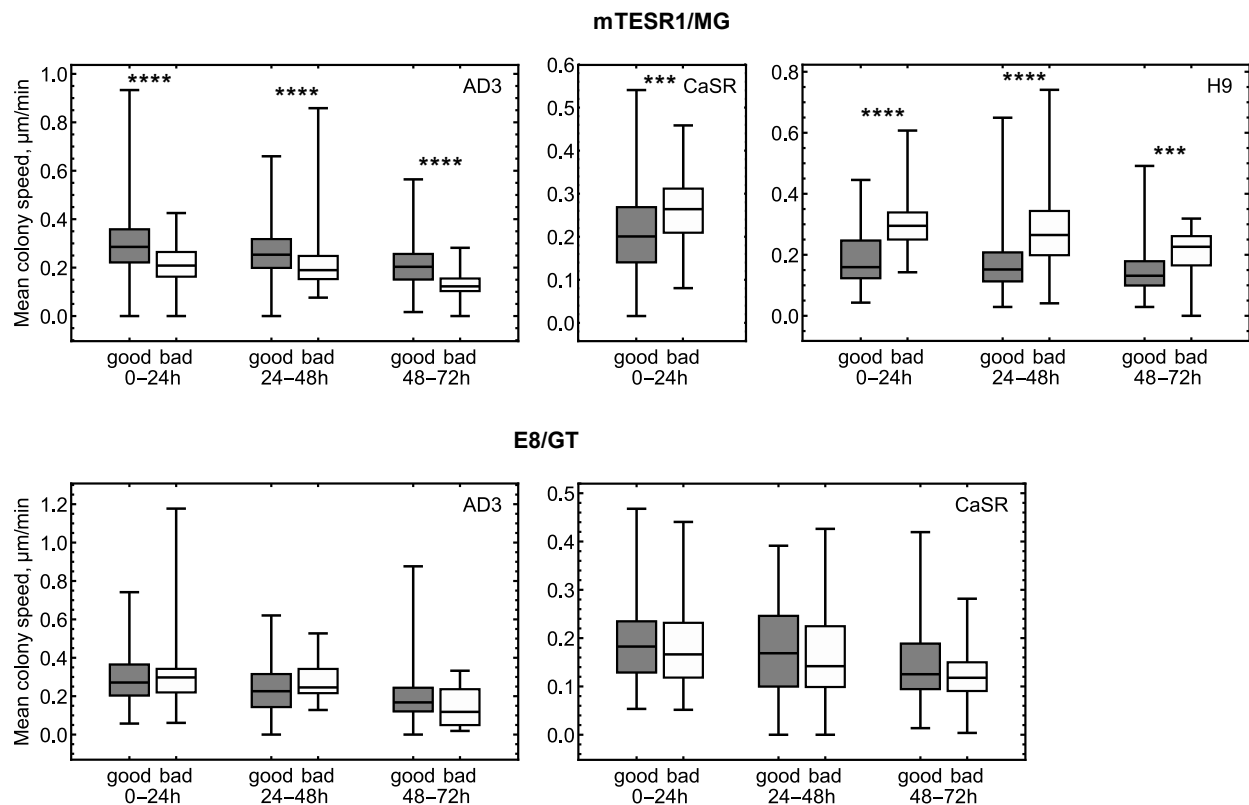 mTESR1/MG
Mean colony speed, µm/min
1.0
0.8
0.6
0.4
0.2
0.0
AD3
****
****
****
good bad good bad good bad
0–24h 24–48h 48–72h
0.6
0.5
0.4
0.3
0.2
0.1
0.0
CaSR
***
good bad
0–24h
0.8
0.6
0.4
0.2
0.0
H9
****
****
***
good bad good bad good bad
0–24h 24–48h 48–72h
E8/GT
Mean colony speed, µm/min
1.2
1.0
0.8
0.6
0.4
0.2
0.0
AD3
good bad good bad good bad
0–24h 24–48h 48–72h
0.5
0.4
0.3
0.2
0.1
0.0
CaSR
good bad good bad good bad
0–24h 24–48h 48–72h